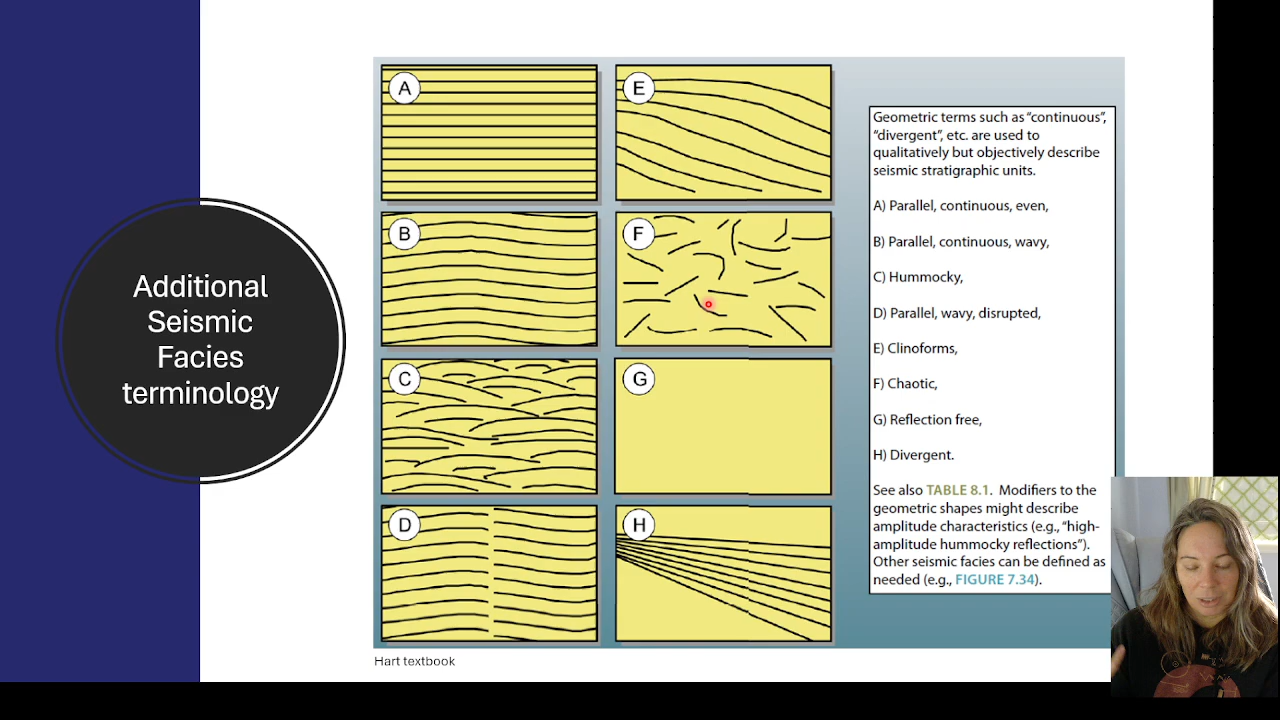 Additional
Seismic
Facies
terminology
A
E
B
F
C
G
D
H
Geometric terms such as “continuous”,
“divergent”, etc. are used to
qualitatively but objectively describe
seismic stratigraphic units.
A) Parallel, continuous, even,
B) Parallel, continuous, wavy,
C) Hummocky,
D) Parallel, wavy, disrupted,
E) Clinoforms,
F) Chaotic,
G) Reflection free,
H) Divergent.
See also TABLE 8.1. Modifiers to the
geometric shapes might describe
amplitude characteristics (e.g., “high-
amplitude hummocky reflections”).
Other seismic facies can be defined as
needed (e.g., FIGURE 7.34).
Hart textbook